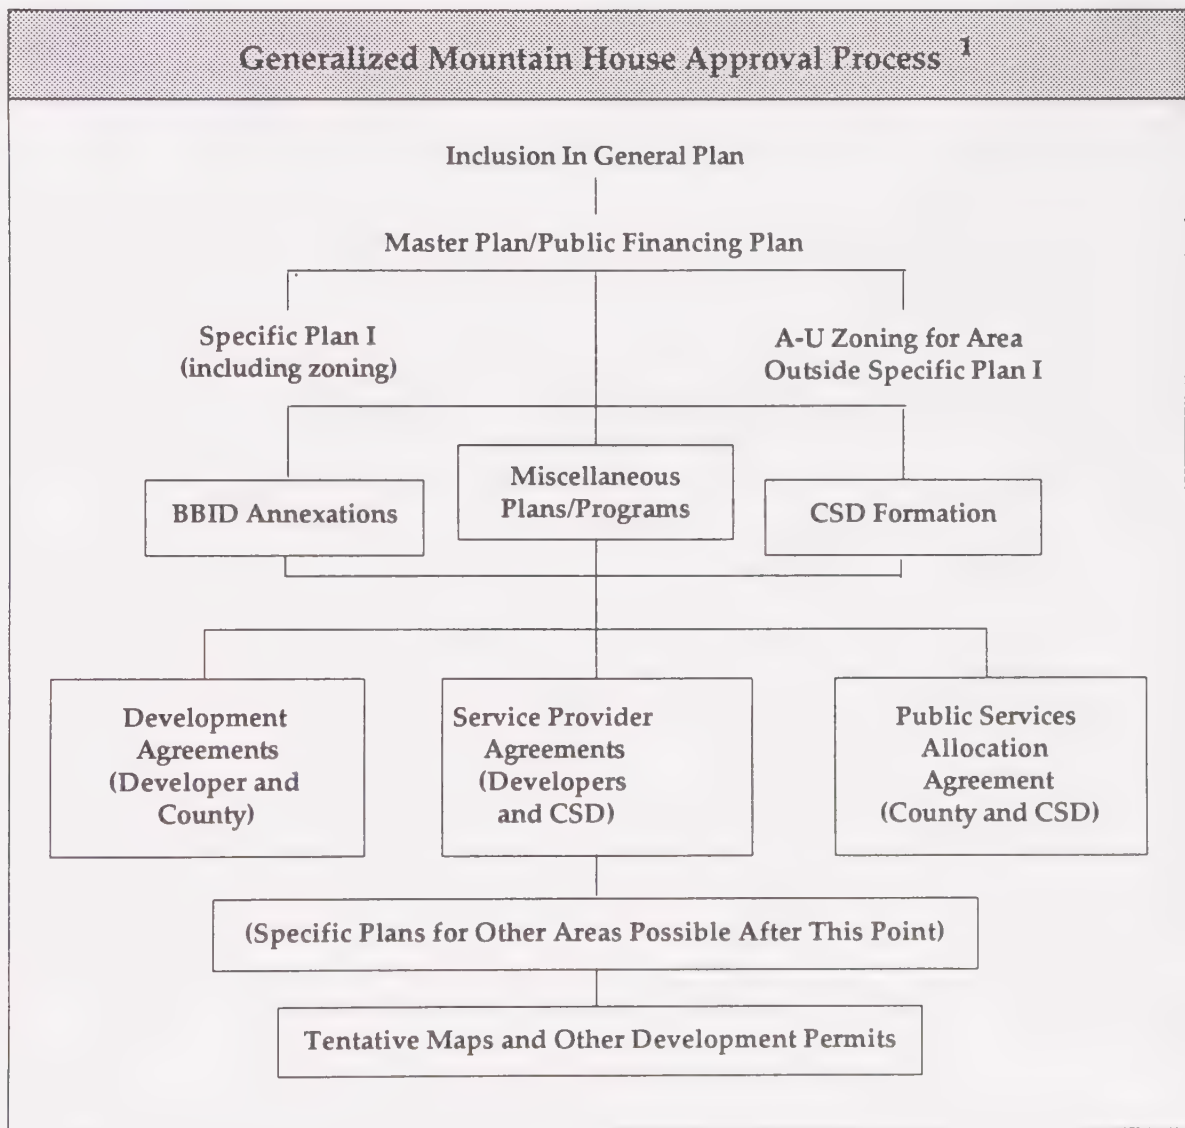 Generalized Mountain House Approval Process 1
Inclusion In General Plan
Master Plan/Public Financing Plan
Specific Plan I
(including zoning)
A-U Zoning for Area
Outside Specific Plan I
BBID Annexations
Miscellaneous
Plans/Programs
CSD Formation
Development
Agreements
(Developer and
County)
Service Provider
Agreements
(Developers
and CSD)
Public Services
Allocation
Agreement
(County and CSD)
(Specific Plans for Other Areas Possible After This Point)
Tentative Maps and Other Development Permits